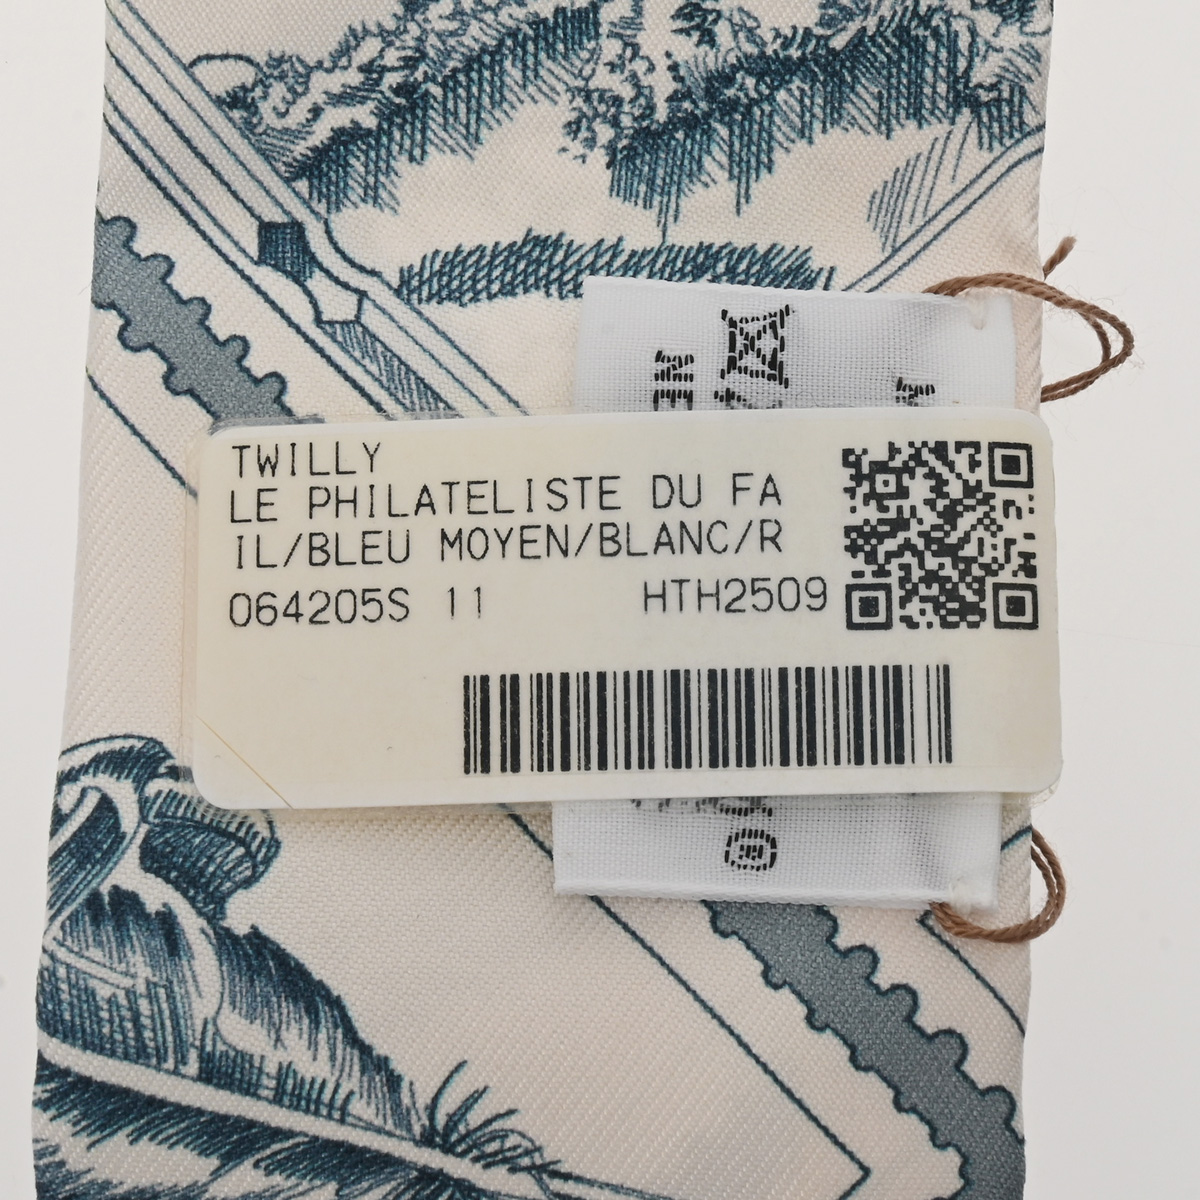 TWILLY
LE PHILATELISTE DU FA
IL/BLEU MOYEN/BLANC/R
064205S 11 HTH2509